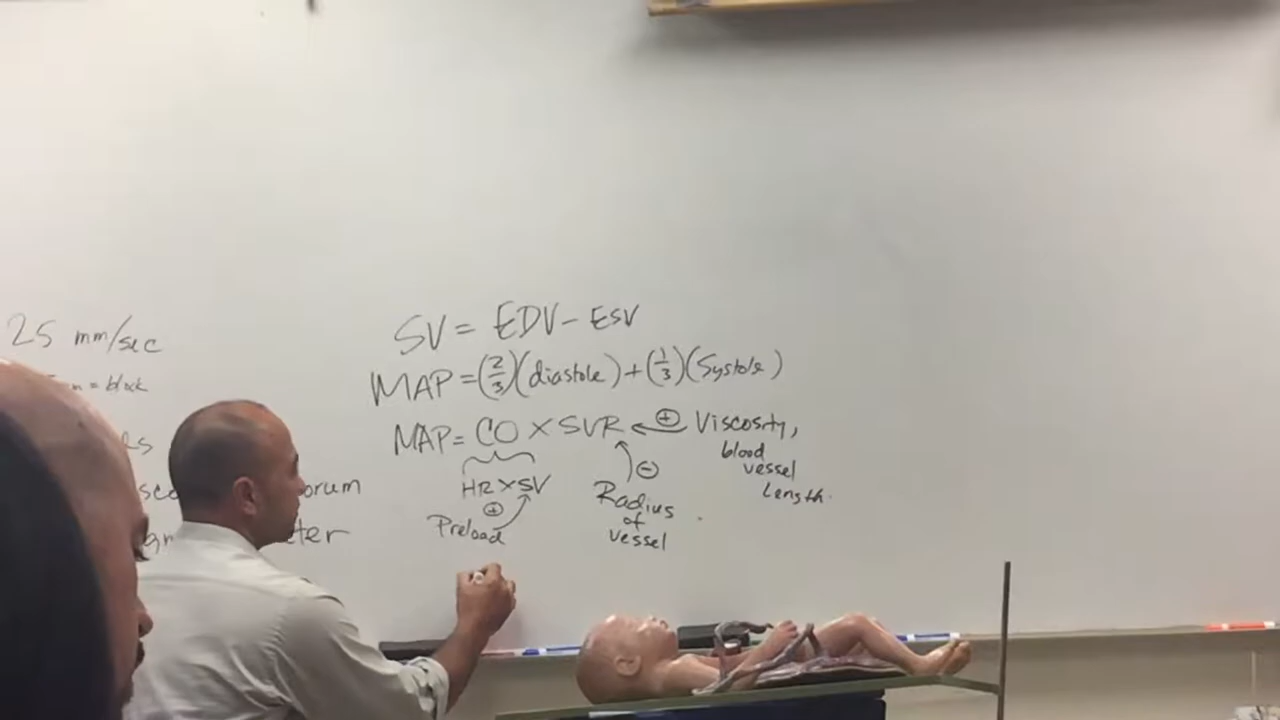 25 mm/sec
= block
SV = EDV - ESV
MAP = (2/3)(diastole) + (1/3)(Systole)
MAP = CO × SVR ← ⊕ Viscosity,
blood
vessel
Length.
HR × SV
⊕
Preload
⊖
Radius
of
vessel